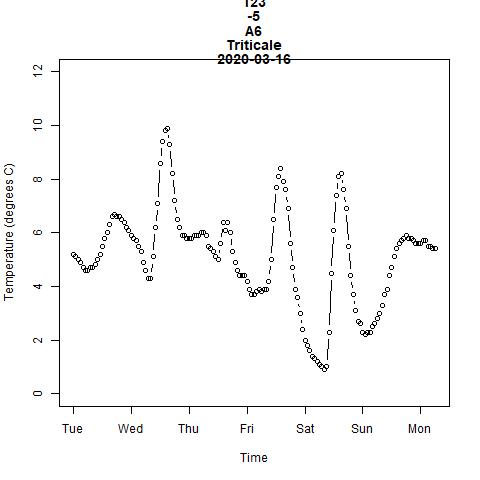 123
-5
A6
Triticale
2020-03-16
12
10
8
6
4
2
0
Temperature (degrees C)
Tue Wed Thu Fri Sat Sun Mon
Time